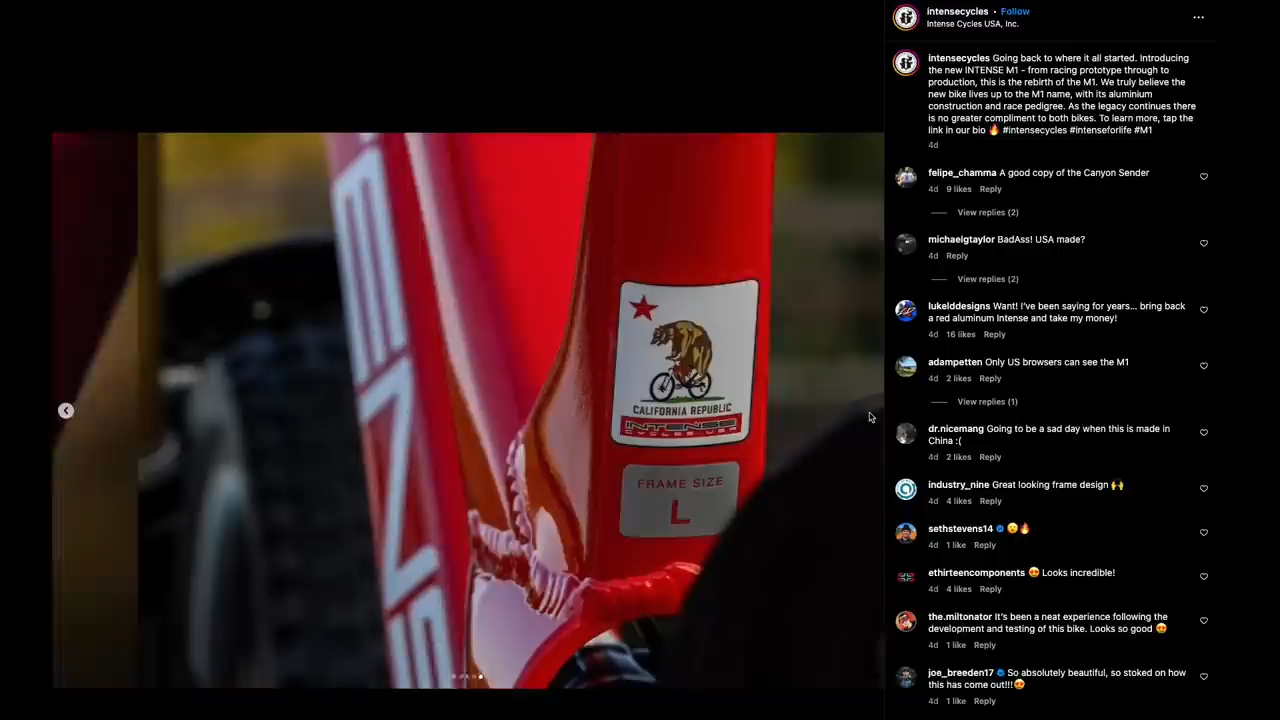 intensecycles • Follow
Intense Cycles USA, Inc.
intensecycles Going back to where it all started. Introducing
the new INTENSE M1 - from racing prototype through to
production, this is the rebirth of the M1. We truly believe the
new bike lives up to the M1 name, with its aluminium
construction and race pedigree. As the legacy continues there
is no greater compliment to both bikes. To learn more, tap the
link in our bio 🔥 #intensecycles #intenseforlife #M1
4d
felipe_chamma A good copy of the Canyon Sender
4d 9 likes Reply
View replies (2)
michaelgtaylor BadAss! USA made?
4d Reply
View replies (2)
lukelddesigns Want! I've been saying for years... bring back
a red aluminum Intense and take my money!
4d 16 likes Reply
adampetten Only US browsers can see the M1
4d 2 likes Reply
View replies (1)
dr.nicemang Going to be a sad day when this is made in
China :(
4d 2 likes Reply
industry_nine Great looking frame design 🙌
4d 4 likes Reply
sethstevens14 😮🔥
4d 1 like Reply
ethirteencomponents 😍 Looks incredible!
4d 4 likes Reply
the.miltonator It's been a neat experience following the
development and testing of this bike. Looks so good 😍
4d 1 like Reply
joe_breeden17 So absolutely beautiful, so stoked on how
this has come out!!!😍
4d 1 like Reply
TENS
CALIFORNIA REPUBLIC
INTENSE
CYCLES USA
FRAME SIZE
L